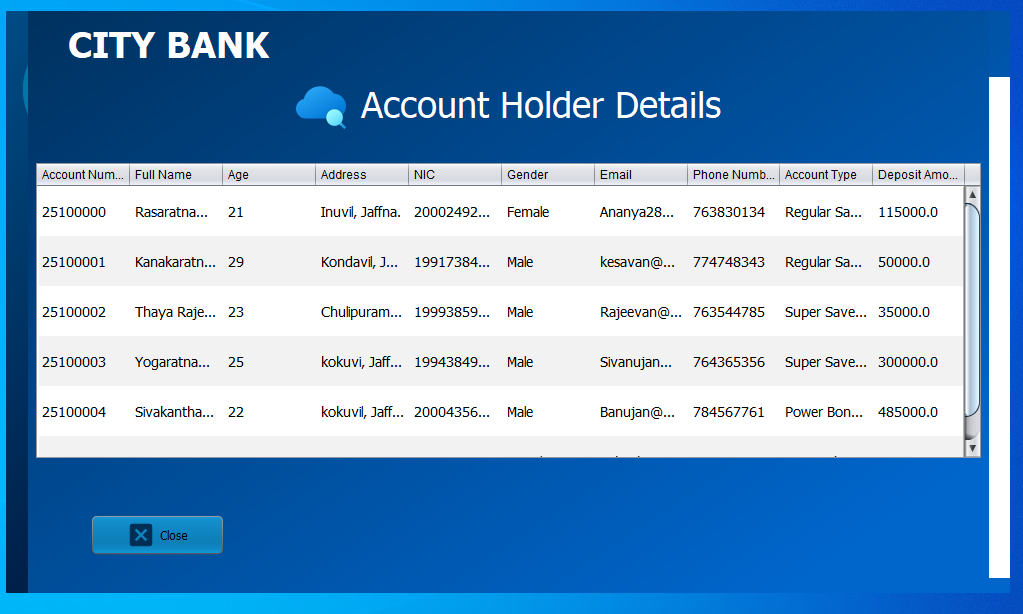 CITY BANK
Account Holder Details
Account Num... Full Name Age Address NIC Gender Email Phone Numb... Account Type Deposit Amo...
25100000 Rasaratna... 21 Inuvil, Jaffna. 20002492... Female Ananya28... 763830134 Regular Sa... 115000.0
25100001 Kanakaratn... 29 Kondavil, J... 19917384... Male kesavan@... 774748343 Regular Sa... 50000.0
25100002 Thaya Raje... 23 Chulipuram... 19993859... Male Rajeevan@... 763544785 Super Save... 35000.0
25100003 Yogaratna... 25 kokuvi, Jaff... 19943849... Male Sivanujan... 764365356 Super Save... 300000.0
25100004 Sivakantha... 22 kokuvil, Jaff... 20004356... Male Banujan@... 784567761 Power Bon... 485000.0
Close